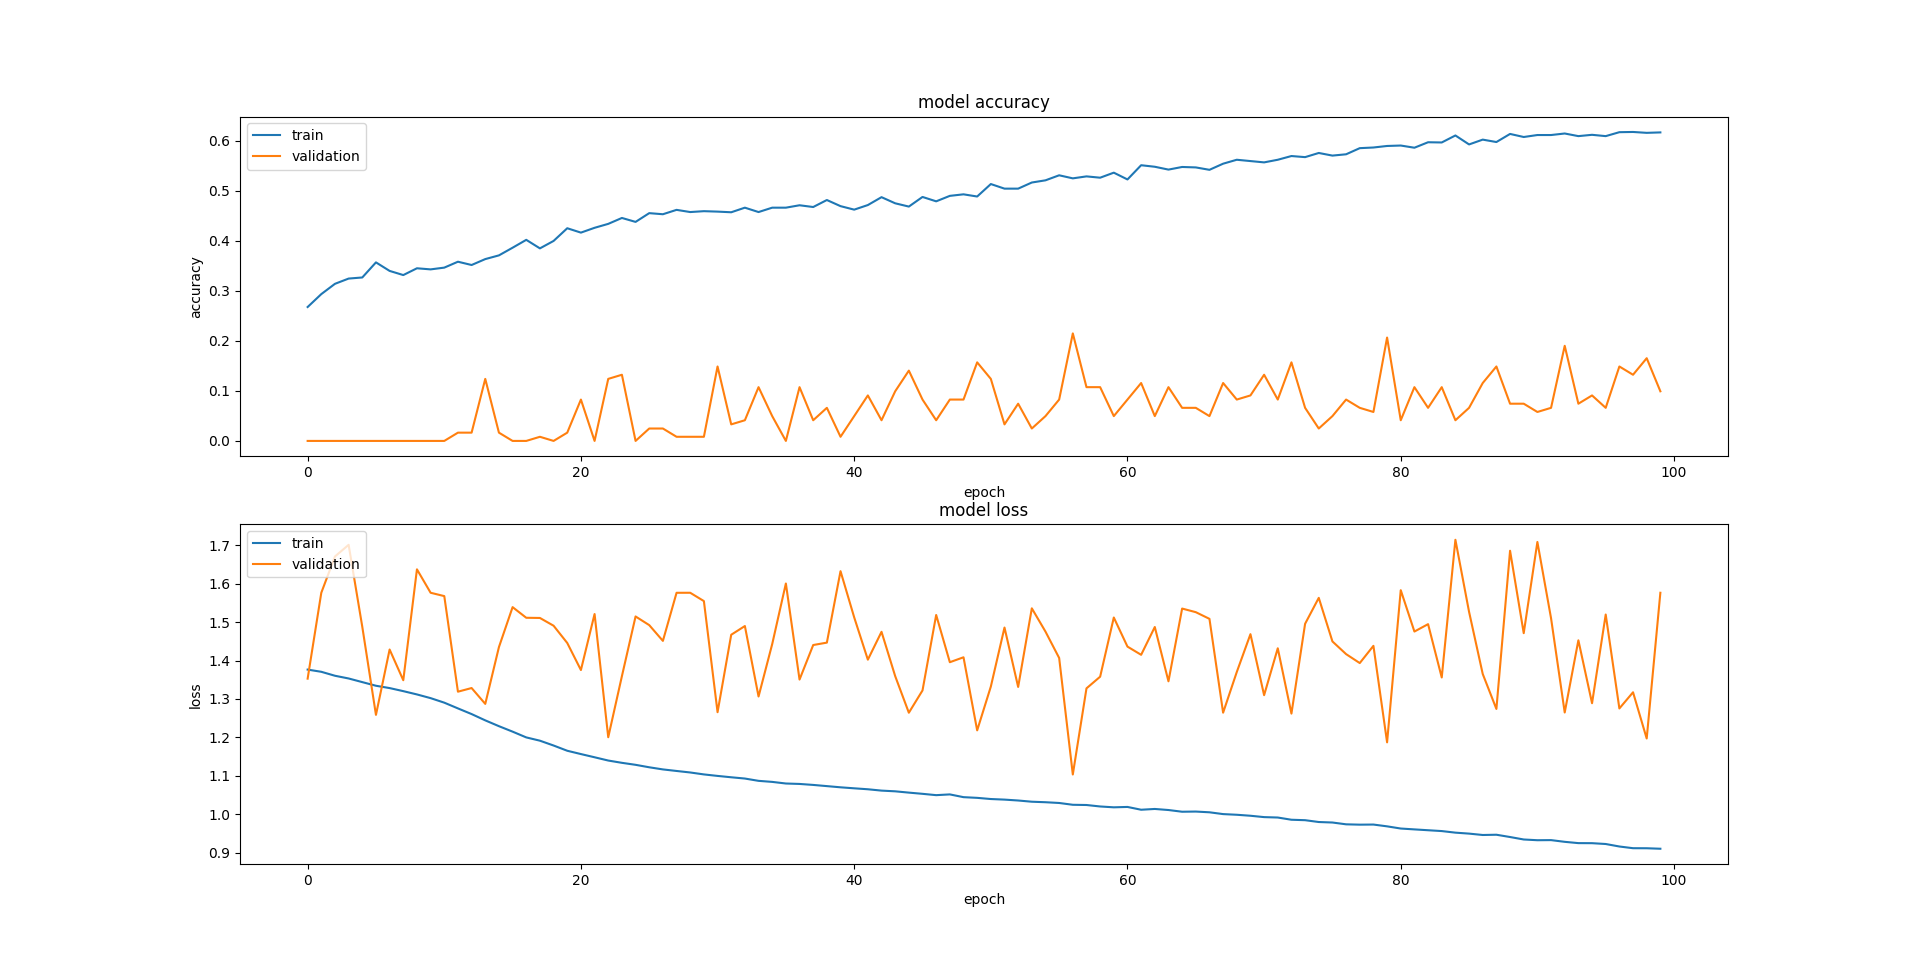 model accuracy
train
validation
0.6
0.5
0.4
0.3
0.2
0.1
0.0
accuracy
0 20 40 60 80 100
epoch
model loss
train
validation
1.7
1.6
1.5
1.4
1.3
1.2
1.1
1.0
0.9
loss
0 20 40 60 80 100
epoch